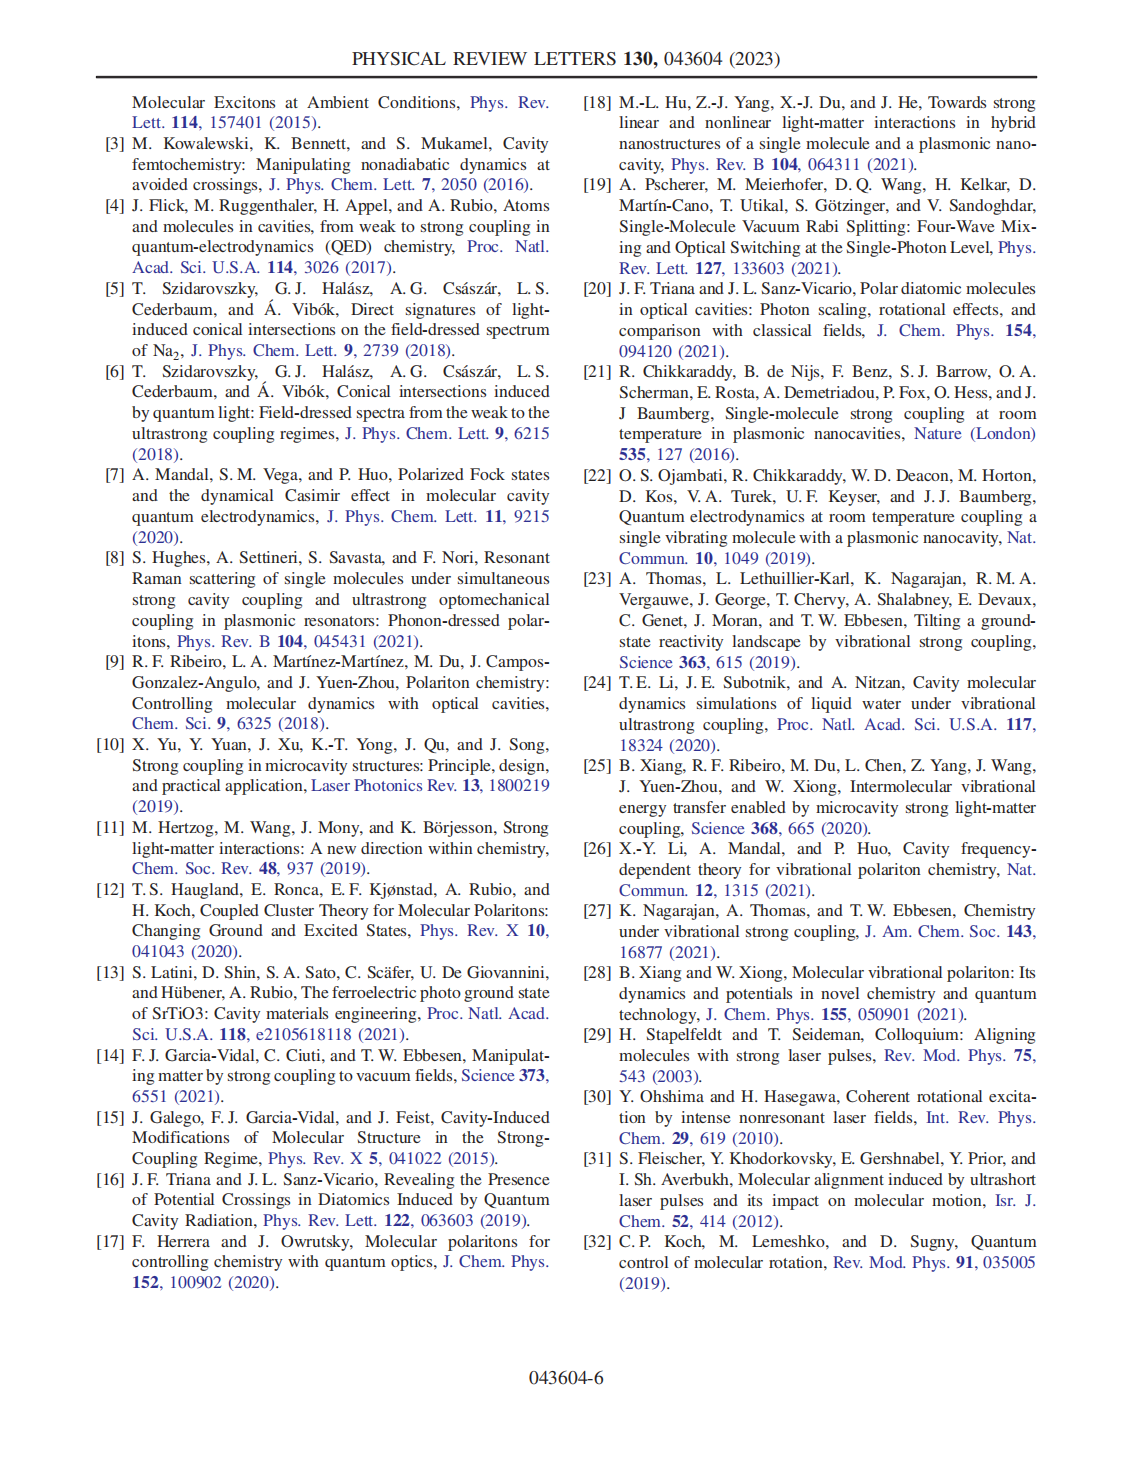 PHYSICAL REVIEW LETTERS 130, 043604 (2023)
Molecular Excitons at Ambient Conditions, Phys. Rev.
Lett. 114, 157401 (2015).
[3] M. Kowalewski, K. Bennett, and S. Mukamel, Cavity
femtochemistry: Manipulating nonadiabatic dynamics at
avoided crossings, J. Phys. Chem. Lett. 7, 2050 (2016).
[4] J. Flick, M. Ruggenthaler, H. Appel, and A. Rubio, Atoms
and molecules in cavities, from weak to strong coupling in
quantum-electrodynamics (QED) chemistry, Proc. Natl.
Acad. Sci. U.S.A. 114, 3026 (2017).
[5] T. Szidarovszky, G. J. Halász, A. G. Császár, L. S.
Cederbaum, and Á. Vibók, Direct signatures of light-
induced conical intersections on the field-dressed spectrum
of Na₂, J. Phys. Chem. Lett. 9, 2739 (2018).
[6] T. Szidarovszky, G. J. Halász, A. G. Császár, L. S.
Cederbaum, and Á. Vibók, Conical intersections induced
by quantum light: Field-dressed spectra from the weak to the
ultrastrong coupling regimes, J. Phys. Chem. Lett. 9, 6215
(2018).
[7] A. Mandal, S. M. Vega, and P. Huo, Polarized Fock states
and the dynamical Casimir effect in molecular cavity
quantum electrodynamics, J. Phys. Chem. Lett. 11, 9215
(2020).
[8] S. Hughes, A. Settineri, S. Savasta, and F. Nori, Resonant
Raman scattering of single molecules under simultaneous
strong cavity coupling and ultrastrong optomechanical
coupling in plasmonic resonators: Phonon-dressed polar-
itons, Phys. Rev. B 104, 045431 (2021).
[9] R. F. Ribeiro, L. A. Martínez-Martínez, M. Du, J. Campos-
Gonzalez-Angulo, and J. Yuen-Zhou, Polariton chemistry:
Controlling molecular dynamics with optical cavities,
Chem. Sci. 9, 6325 (2018).
[10] X. Yu, Y. Yuan, J. Xu, K.-T. Yong, J. Qu, and J. Song,
Strong coupling in microcavity structures: Principle, design,
and practical application, Laser Photonics Rev. 13, 1800219
(2019).
[11] M. Hertzog, M. Wang, J. Mony, and K. Börjesson, Strong
light-matter interactions: A new direction within chemistry,
Chem. Soc. Rev. 48, 937 (2019).
[12] T. S. Haugland, E. Ronca, E. F. Kjønstad, A. Rubio, and
H. Koch, Coupled Cluster Theory for Molecular Polaritons:
Changing Ground and Excited States, Phys. Rev. X 10,
041043 (2020).
[13] S. Latini, D. Shin, S. A. Sato, C. Scäfer, U. De Giovannini,
and Hübener, A. Rubio, The ferroelectric photo ground state
of SrTiO3: Cavity materials engineering, Proc. Natl. Acad.
Sci. U.S.A. 118, e2105618118 (2021).
[14] F. J. Garcia-Vidal, C. Ciuti, and T. W. Ebbesen, Manipulat-
ing matter by strong coupling to vacuum fields, Science 373,
6551 (2021).
[15] J. Galego, F. J. Garcia-Vidal, and J. Feist, Cavity-Induced
Modifications of Molecular Structure in the Strong-
Coupling Regime, Phys. Rev. X 5, 041022 (2015).
[16] J. F. Triana and J. L. Sanz-Vicario, Revealing the Presence
of Potential Crossings in Diatomics Induced by Quantum
Cavity Radiation, Phys. Rev. Lett. 122, 063603 (2019).
[17] F. Herrera and J. Owrutsky, Molecular polaritons for
controlling chemistry with quantum optics, J. Chem. Phys.
152, 100902 (2020).
[18] M.-L. Hu, Z.-J. Yang, X.-J. Du, and J. He, Towards strong
linear and nonlinear light-matter interactions in hybrid
nanostructures of a single molecule and a plasmonic nano-
cavity, Phys. Rev. B 104, 064311 (2021).
[19] A. Pscherer, M. Meierhofer, D. Q. Wang, H. Kelkar, D.
Martín-Cano, T. Utikal, S. Götzinger, and V. Sandoghdar,
Single-Molecule Vacuum Rabi Splitting: Four-Wave Mix-
ing and Optical Switching at the Single-Photon Level, Phys.
Rev. Lett. 127, 133603 (2021).
[20] J. F. Triana and J. L. Sanz-Vicario, Polar diatomic molecules
in optical cavities: Photon scaling, rotational effects, and
comparison with classical fields, J. Chem. Phys. 154,
094120 (2021).
[21] R. Chikkaraddy, B. de Nijs, F. Benz, S. J. Barrow, O. A.
Scherman, E. Rosta, A. Demetriadou, P. Fox, O. Hess, and J.
J Baumberg, Single-molecule strong coupling at room
temperature in plasmonic nanocavities, Nature (London)
535, 127 (2016).
[22] O. S. Ojambati, R. Chikkaraddy, W. D. Deacon, M. Horton,
D. Kos, V. A. Turek, U. F. Keyser, and J. J. Baumberg,
Quantum electrodynamics at room temperature coupling a
single vibrating molecule with a plasmonic nanocavity, Nat.
Commun. 10, 1049 (2019).
[23] A. Thomas, L. Lethuillier-Karl, K. Nagarajan, R. M. A.
Vergauwe, J. George, T. Chervy, A. Shalabney, E. Devaux,
C. Genet, J. Moran, and T. W. Ebbesen, Tilting a ground-
state reactivity landscape by vibrational strong coupling,
Science 363, 615 (2019).
[24] T. E. Li, J. E. Subotnik, and A. Nitzan, Cavity molecular
dynamics simulations of liquid water under vibrational
ultrastrong coupling, Proc. Natl. Acad. Sci. U.S.A. 117,
18324 (2020).
[25] B. Xiang, R. F. Ribeiro, M. Du, L. Chen, Z. Yang, J. Wang,
J. Yuen-Zhou, and W. Xiong, Intermolecular vibrational
energy transfer enabled by microcavity strong light-matter
coupling, Science 368, 665 (2020).
[26] X.-Y. Li, A. Mandal, and P. Huo, Cavity frequency-
dependent theory for vibrational polariton chemistry, Nat.
Commun. 12, 1315 (2021).
[27] K. Nagarajan, A. Thomas, and T. W. Ebbesen, Chemistry
under vibrational strong coupling, J. Am. Chem. Soc. 143,
16877 (2021).
[28] B. Xiang and W. Xiong, Molecular vibrational polariton: Its
dynamics and potentials in novel chemistry and quantum
technology, J. Chem. Phys. 155, 050901 (2021).
[29] H. Stapelfeldt and T. Seideman, Colloquium: Aligning
molecules with strong laser pulses, Rev. Mod. Phys. 75,
543 (2003).
[30] Y. Ohshima and H. Hasegawa, Coherent rotational excita-
tion by intense nonresonant laser fields, Int. Rev. Phys.
Chem. 29, 619 (2010).
[31] S. Fleischer, Y. Khodorkovsky, E. Gershnabel, Y. Prior, and
I. Sh. Averbukh, Molecular alignment induced by ultrashort
laser pulses and its impact on molecular motion, Isr. J.
Chem. 52, 414 (2012).
[32] C. P. Koch, M. Lemeshko, and D. Sugny, Quantum
control of molecular rotation, Rev. Mod. Phys. 91, 035005
(2019).
043604-6